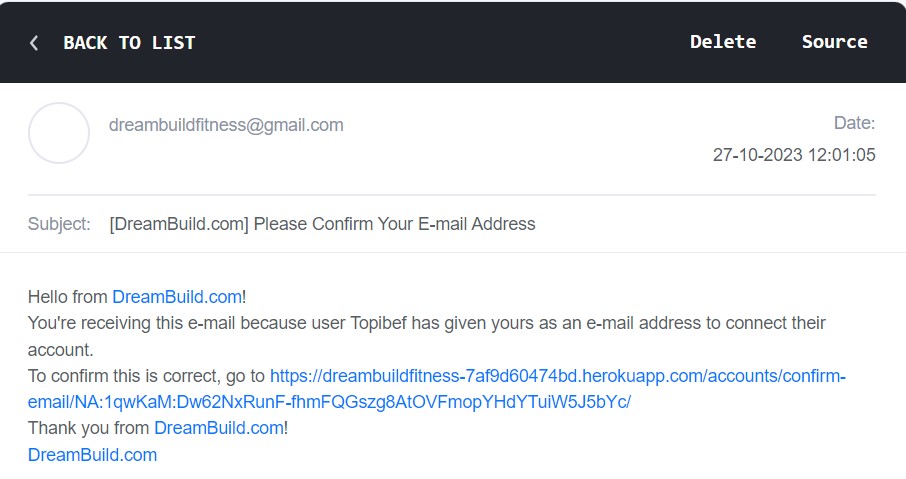 BACK TO LIST
Delete
Source
dreambuildfitness@gmail.com
Date:
27-10-2023 12:01:05
Subject: [DreamBuild.com] Please Confirm Your E-mail Address
Hello from DreamBuild.com!
You're receiving this e-mail because user Topibef has given yours as an e-mail address to connect their
account.
To confirm this is correct, go to https://dreambuildfitness-7af9d60474bd.herokuapp.com/accounts/confirm-
email/NA:1qwKaM:Dw62NxRunF-fhmFQGszg8AtOVFmopYHdYTuiW5J5bYc/
Thank you from DreamBuild.com!
DreamBuild.com